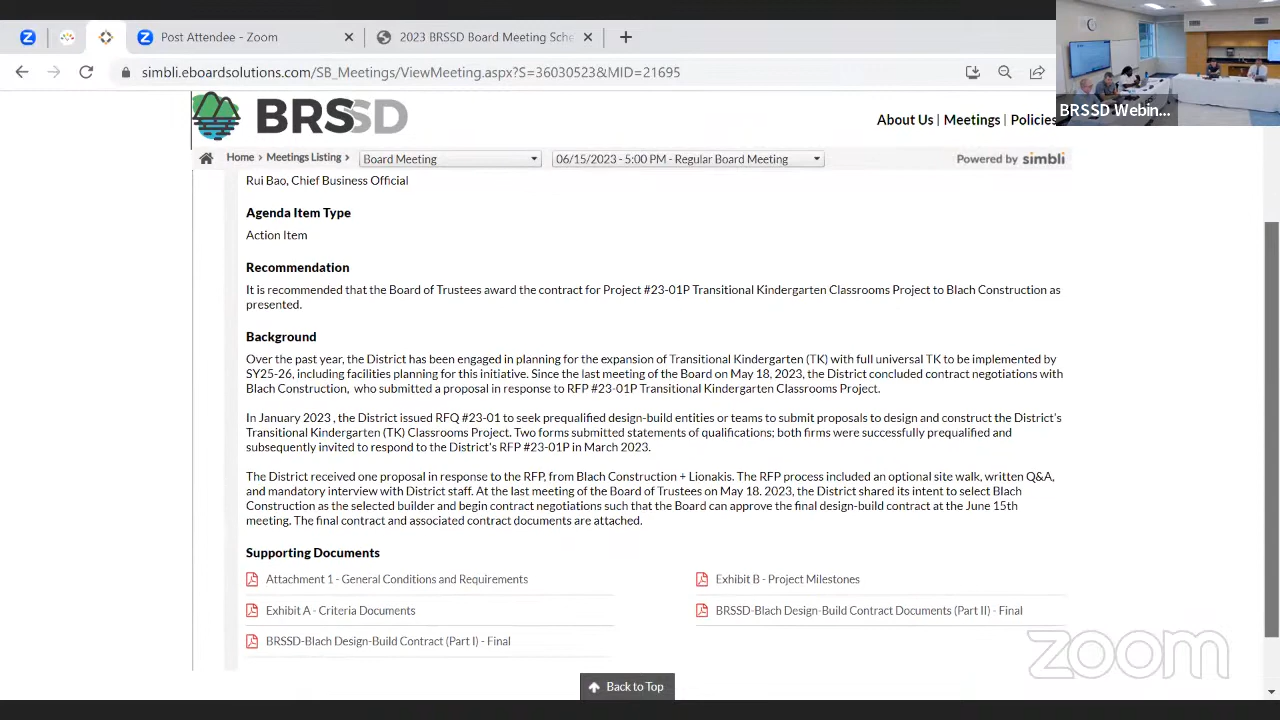 Post Attendee - Zoom
2023 BRSSD Board Meeting Sche
simbli.eboardsolutions.com/SB_Meetings/ViewMeeting.aspx?S=36030523&MID=21695
BRSSD Webin...
BRSSD
About Us | Meetings | Policies
Home › Meetings Listing › Board Meeting 06/15/2023 - 5:00 PM - Regular Board Meeting Powered by simbli
Rui Bao, Chief Business Official
Agenda Item Type
Action Item
Recommendation
It is recommended that the Board of Trustees award the contract for Project #23-01P Transitional Kindergarten Classrooms Project to Blach Construction as
presented.
Background
Over the past year, the District has been engaged in planning for the expansion of Transitional Kindergarten (TK) with full universal TK to be implemented by
SY25-26, including facilities planning for this initiative. Since the last meeting of the Board on May 18, 2023, the District concluded contract negotiations with
Blach Construction, who submitted a proposal in response to RFP #23-01P Transitional Kindergarten Classrooms Project.
In January 2023 , the District issued RFQ #23-01 to seek prequalified design-build entities or teams to submit proposals to design and construct the District's
Transitional Kindergarten (TK) Classrooms Project. Two forms submitted statements of qualifications; both firms were successfully prequalified and
subsequently invited to respond to the District's RFP #23-01P in March 2023.
The District received one proposal in response to the RFP, from Blach Construction + Lionakis. The RFP process included an optional site walk, written Q&A,
and mandatory interview with District staff. At the last meeting of the Board of Trustees on May 18. 2023, the District shared its intent to select Blach
Construction as the selected builder and begin contract negotiations such that the Board can approve the final design-build contract at the June 15th
meeting. The final contract and associated contract documents are attached.
Supporting Documents
Attachment 1 - General Conditions and Requirements
Exhibit B - Project Milestones
Exhibit A - Criteria Documents
BRSSD-Blach Design-Build Contract Documents (Part II) - Final
BRSSD-Blach Design-Build Contract (Part I) - Final
zoom
Back to Top